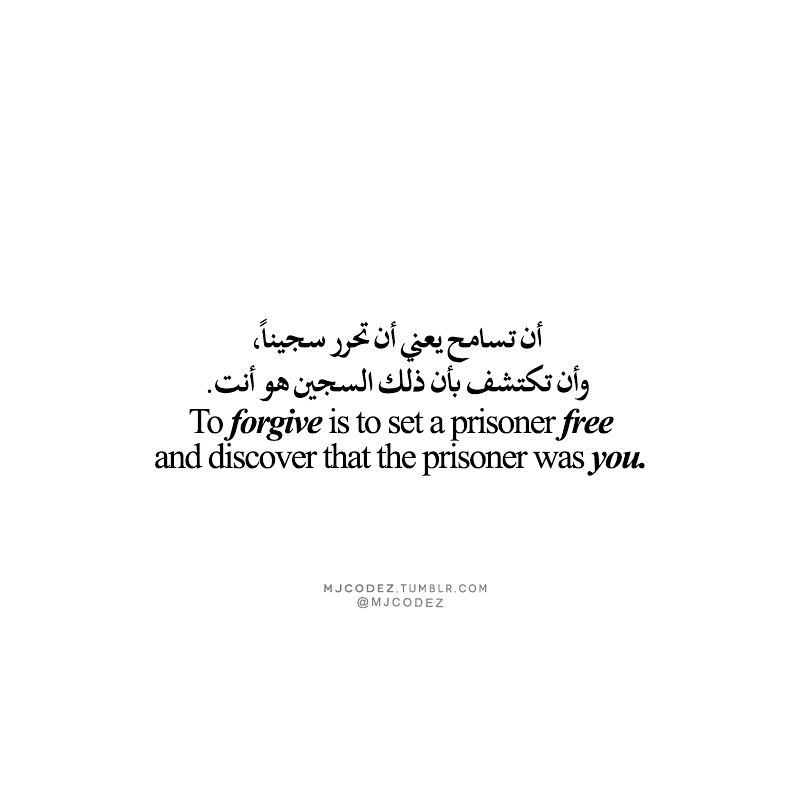 أن تسامح يعني أن تحرر سجيناً،
وأن تكتشف بأن ذلك السجين هو أنت.
To forgive is to set a prisoner free
and discover that the prisoner was you.
MJCODEZ.TUMBLR.COM
@MJCODEZ